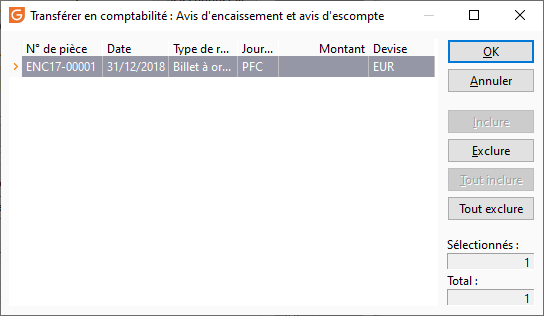 Transférer en comptabilité : Avis d'encaissement et avis d'escompte
N° de pièce Date Type de r... Jour... Montant Devise
ENC17-00001 31/12/2018 Billet à or... PFC EUR
OK
Annuler
Inclure
Exclure
Tout inclure
Tout exclure
Sélectionnés :
1
Total :
1